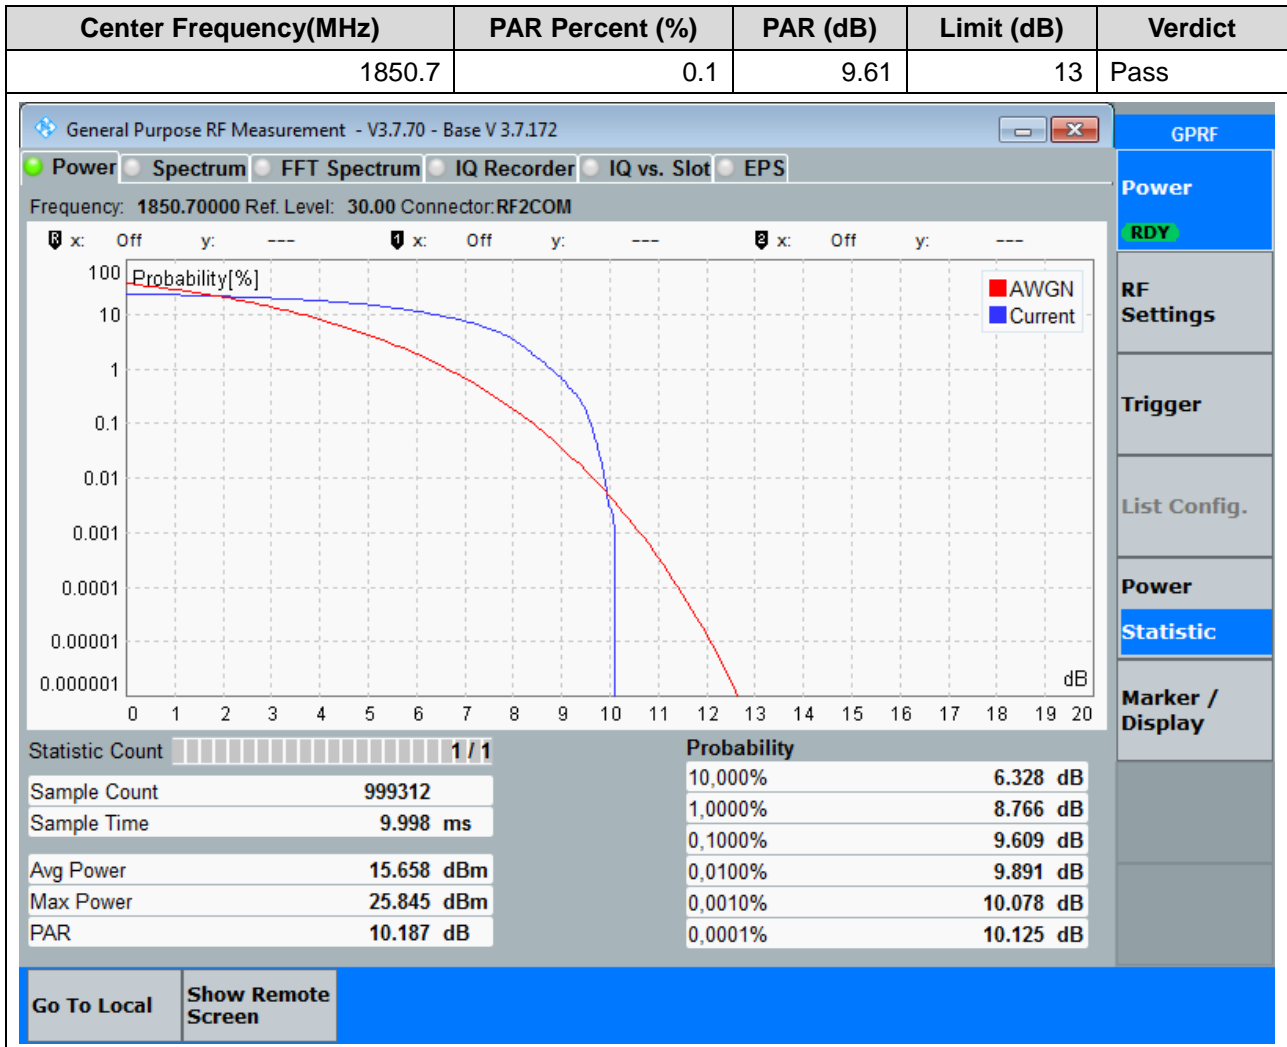 Center Frequency(MHz) PAR Percent (%) PAR (dB) Limit (dB) Verdict
1850.7 0.1 9.61 13 Pass
General Purpose RF Measurement - V3.7.70 - Base V 3.7.172
GPRF
Power Spectrum FFT Spectrum IQ Recorder IQ vs. Slot EPS
Frequency: 1850.70000 Ref. Level: 30.00 Connector:RF2COM
R x: Off y: --- 1 x: Off y: --- 2 x: Off y: ---
Probability[%]
AWGN
Current
100
10
1
0.1
0.01
0.001
0.0001
0.00001
0.000001
dB
0 1 2 3 4 5 6 7 8 9 10 11 12 13 14 15 16 17 18 19 20
Statistic Count 1 / 1
Sample Count 999312
Sample Time 9.998 ms
Avg Power 15.658 dBm
Max Power 25.845 dBm
PAR 10.187 dB
Probability
10,000% 6.328 dB
1,0000% 8.766 dB
0,1000% 9.609 dB
0,0100% 9.891 dB
0,0010% 10.078 dB
0,0001% 10.125 dB
Power
RDY
RF
Settings
Trigger
List Config.
Power
Statistic
Marker /
Display
Go To Local
Show Remote
Screen